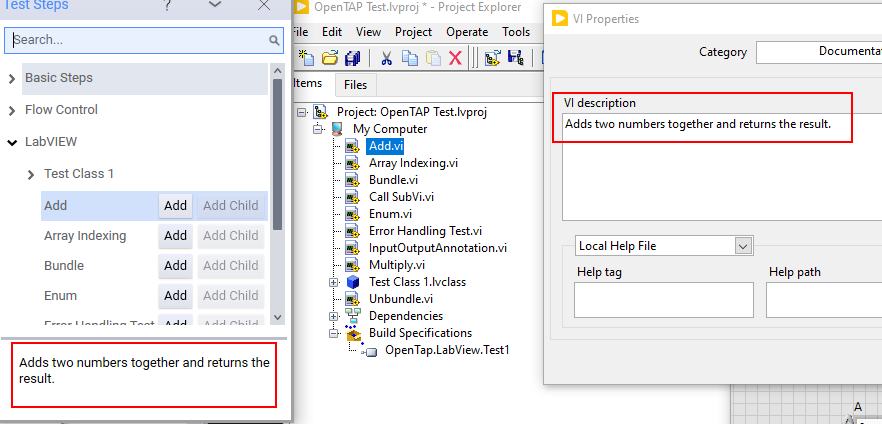 Test Steps
Search...
Basic Steps
Flow Control
LabVIEW
Test Class 1
Add Add Add Child
Array Indexing Add Add Child
Bundle Add Add Child
Enum Add Add Child
Error Handling Test
Adds two numbers together and returns the
result.
OpenTAP Test.lvproj * - Project Explorer
File Edit View Project Operate Tools
Items Files
Project: OpenTAP Test.lvproj
My Computer
Add.vi
Array Indexing.vi
Bundle.vi
Call SubVi.vi
Enum.vi
Error Handling Test.vi
InputOutputAnnotation.vi
Multiply.vi
Test Class 1.lvclass
Unbundle.vi
Dependencies
Build Specifications
OpenTap.LabView.Test1
VI Properties
Category Documenta
VI description
Adds two numbers together and returns the result.
Local Help File
Help tag Help path
A